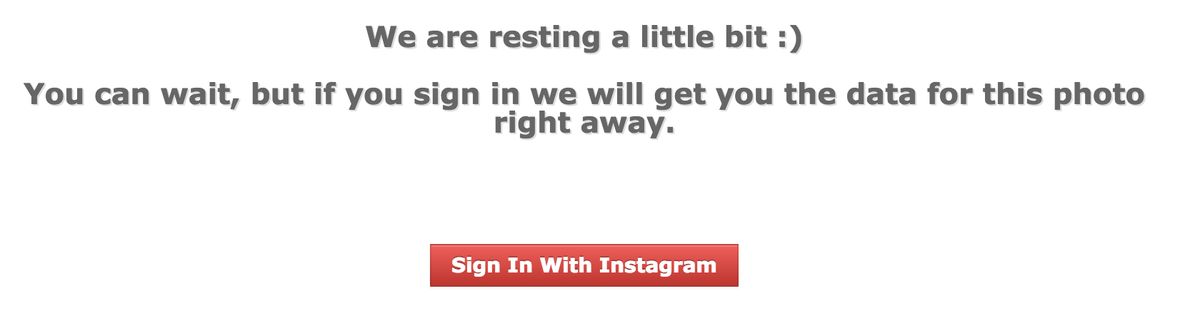 We are resting a little bit :)
You can wait, but if you sign in we will get you the data for this photo
right away.
Sign In With Instagram